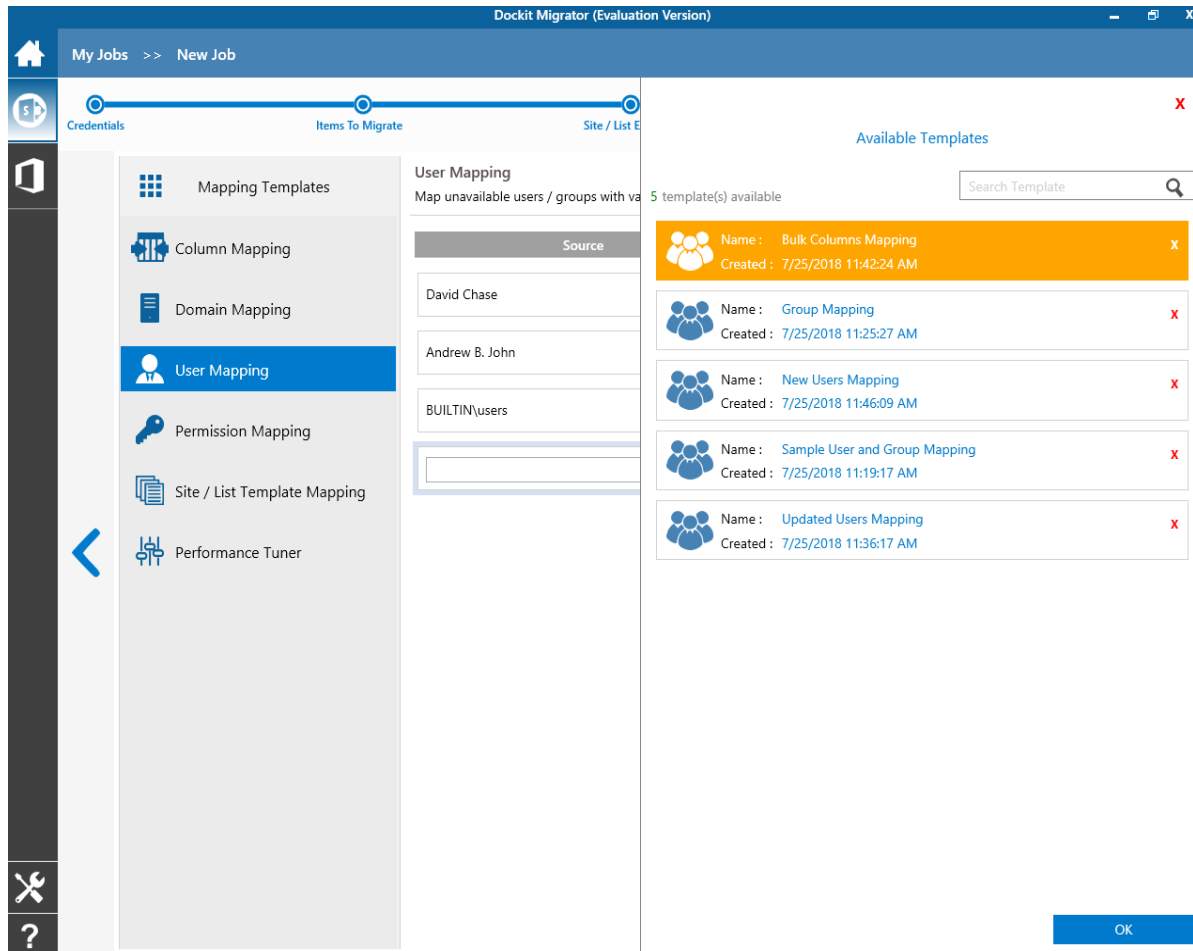 Dockit Migrator (Evaluation Version)
X
My Jobs >> New Job
Credentials
Items To Migrate
Site / List E
Mapping Templates
Column Mapping
Domain Mapping
User Mapping
Permission Mapping
Site / List Template Mapping
Performance Tuner
User Mapping
Map unavailable users / groups with va
Source
David Chase
Andrew B. John
BUILTIN\users
X
Available Templates
5 template(s) available
Search Template
Name : Bulk Columns Mapping
X
Created : 7/25/2018 11:42:24 AM
Name : Group Mapping
X
Created : 7/25/2018 11:25:27 AM
Name : New Users Mapping
X
Created : 7/25/2018 11:46:09 AM
Name : Sample User and Group Mapping
X
Created : 7/25/2018 11:19:17 AM
Name : Updated Users Mapping
X
Created : 7/25/2018 11:36:17 AM
OK
?